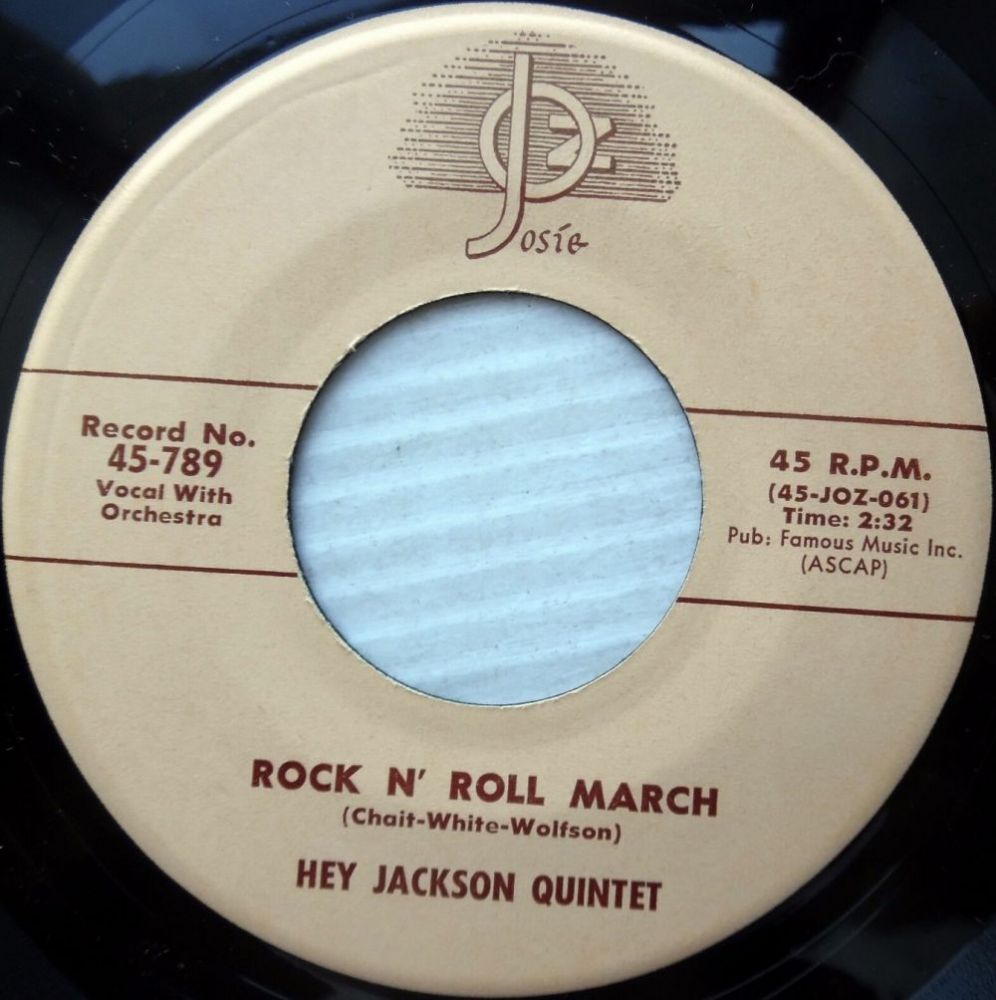 JOZ
Josie
Record No.
45-789
Vocal With
Orchestra
45 R.P.M.
(45-JOZ-061)
Time: 2:32
Pub: Famous Music Inc.
(ASCAP)
ROCK N' ROLL MARCH
(Chait-White-Wolfson)
HEY JACKSON QUINTET